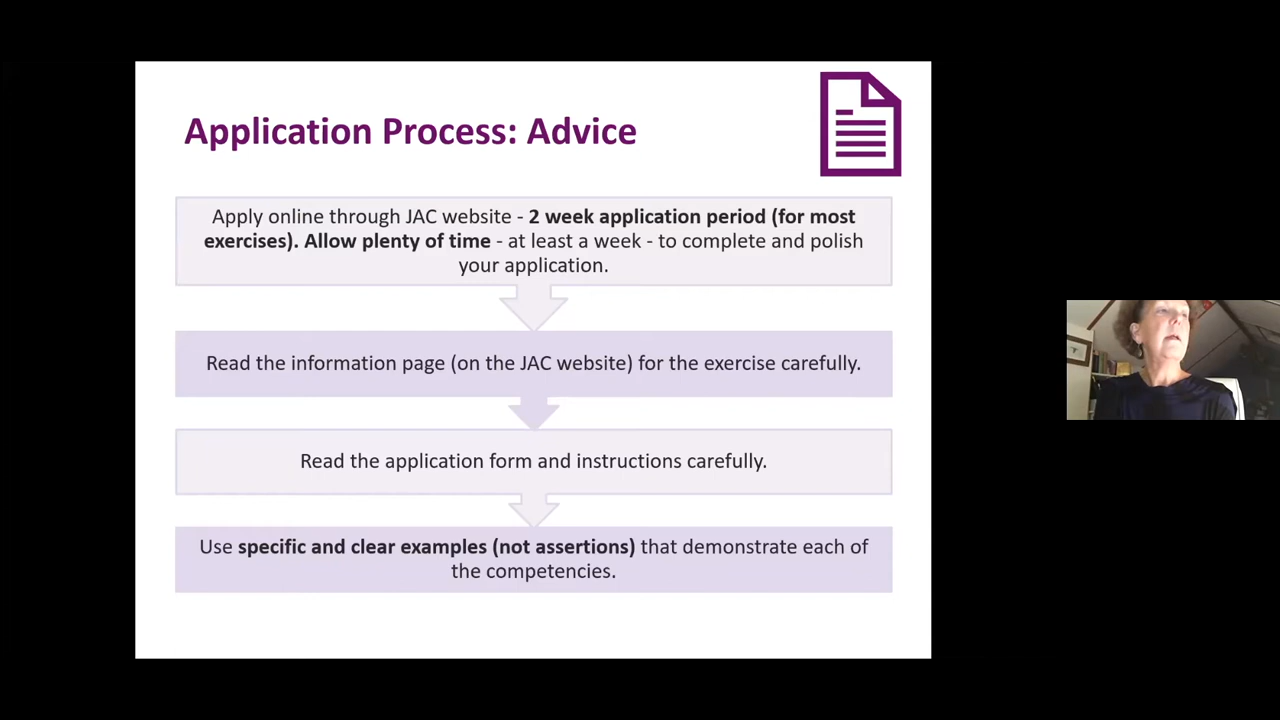 Application Process: Advice
Apply online through JAC website - 2 week application period (for most
exercises). Allow plenty of time - at least a week - to complete and polish
your application.
Read the information page (on the JAC website) for the exercise carefully.
Read the application form and instructions carefully.
Use specific and clear examples (not assertions) that demonstrate each of
the competencies.